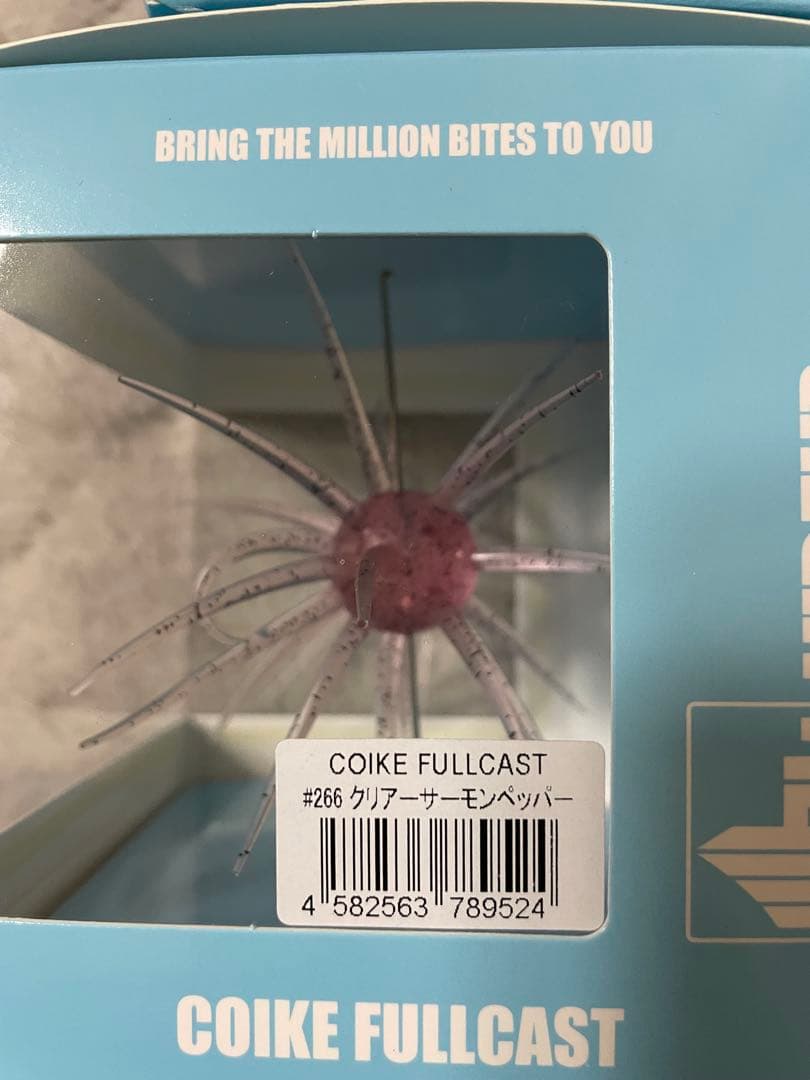 BRING THE MILLION BITES TO YOU
COIKE FULLCAST
#266 クリアーサーモンペッパー
4 582563 789524
COIKE FULLCAST